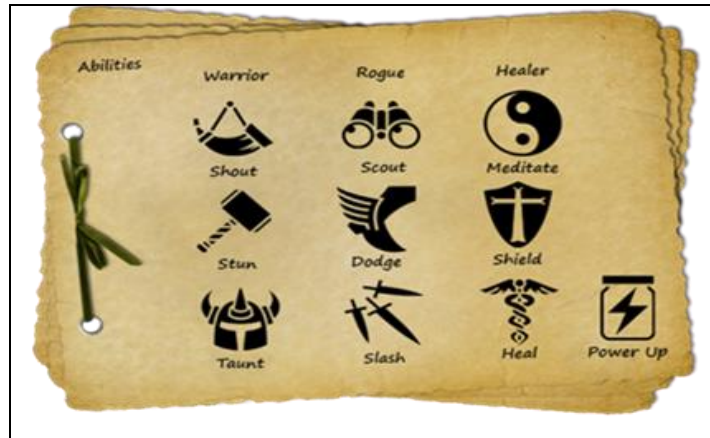 Abilities
Warrior Rogue Healer
Shout Scout Meditate
Stun Dodge Shield
Taunt Slash Heal Power Up